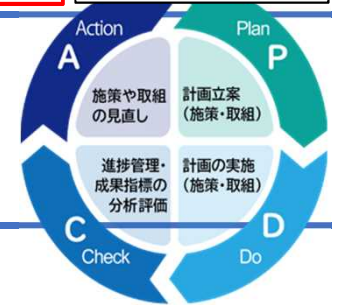 Action
A
施策や取組
の見直し
Plan
P
計画立案
(施策・取組)
進捗管理・
成果指標の
分析評価
C
Check
計画の実施
(施策・取組)
D
Do